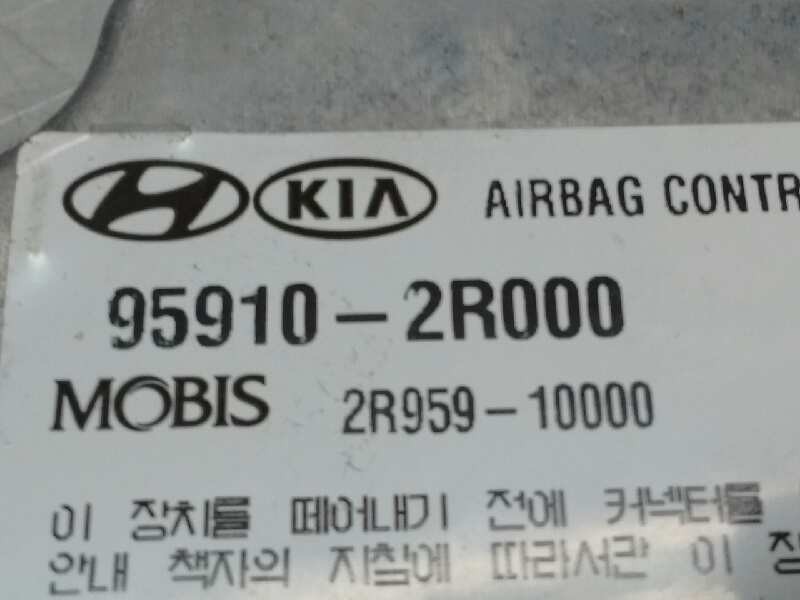 KIA AIRBAG CONTR
95910-2R000
MOBIS 2R959-10000
이 장치를 떼어내기 전에 커넥터를
안내 책자의 지침에 따라서만 이 장